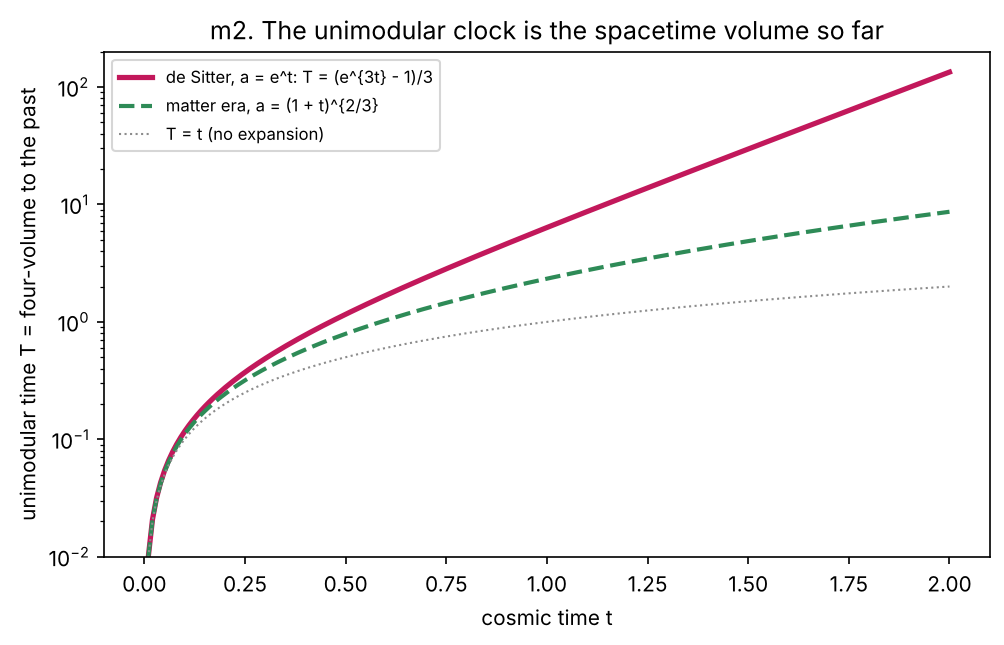 m2. The unimodular clock is the spacetime volume so far
de Sitter, a = e^t: T = (e^{3t} - 1)/3
matter era, a = (1 + t)^{2/3}
T = t (no expansion)
unimodular time T = four-volume to the past
10²
10¹
10⁰
10⁻¹
10⁻²
0.00 0.25 0.50 0.75 1.00 1.25 1.50 1.75 2.00
cosmic time t